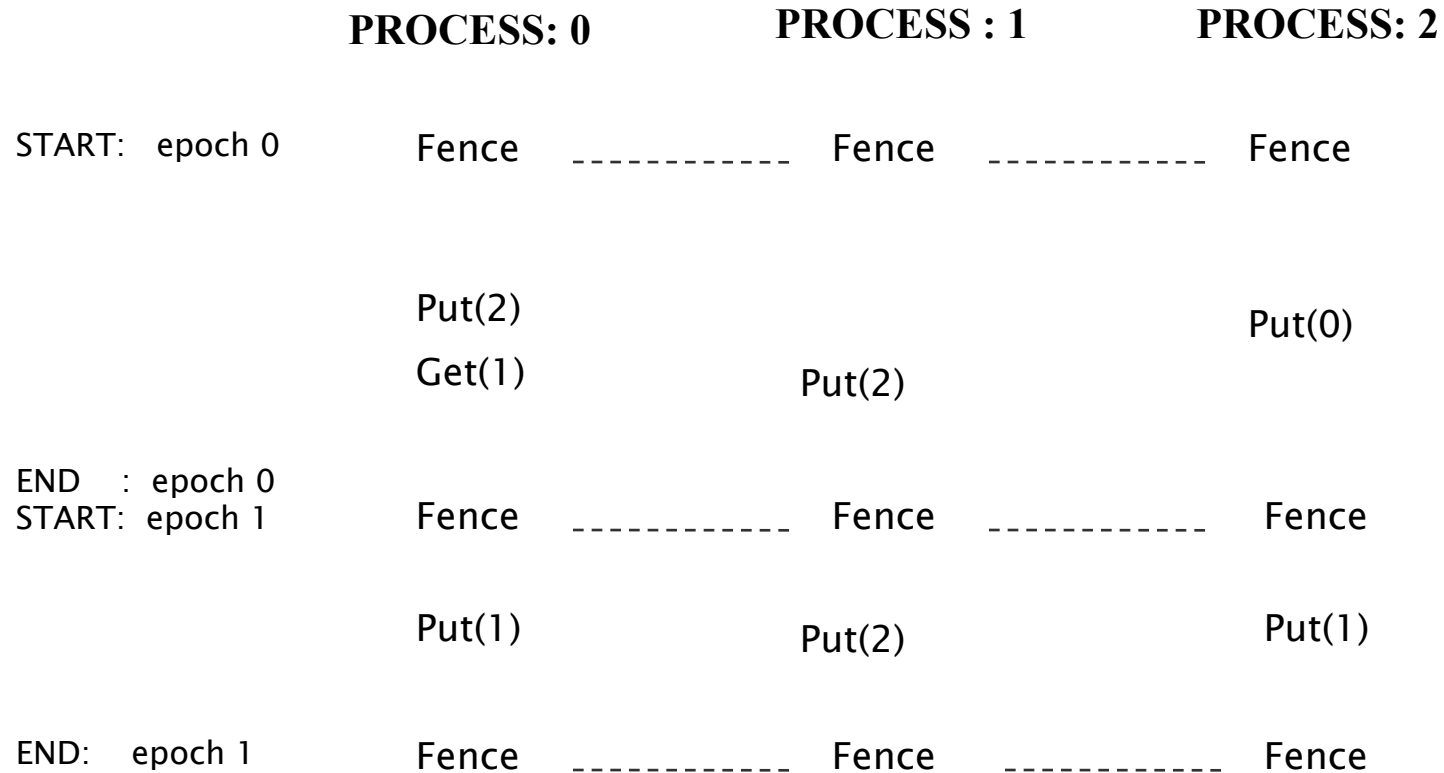 PROCESS: 0 PROCESS : 1 PROCESS: 2
START: epoch 0 Fence ------------ Fence ------------ Fence
Put(2) Put(0)
Get(1) Put(2)
END : epoch 0
START: epoch 1 Fence ------------ Fence ------------ Fence
Put(1) Put(2) Put(1)
END: epoch 1 Fence ------------ Fence ------------ Fence